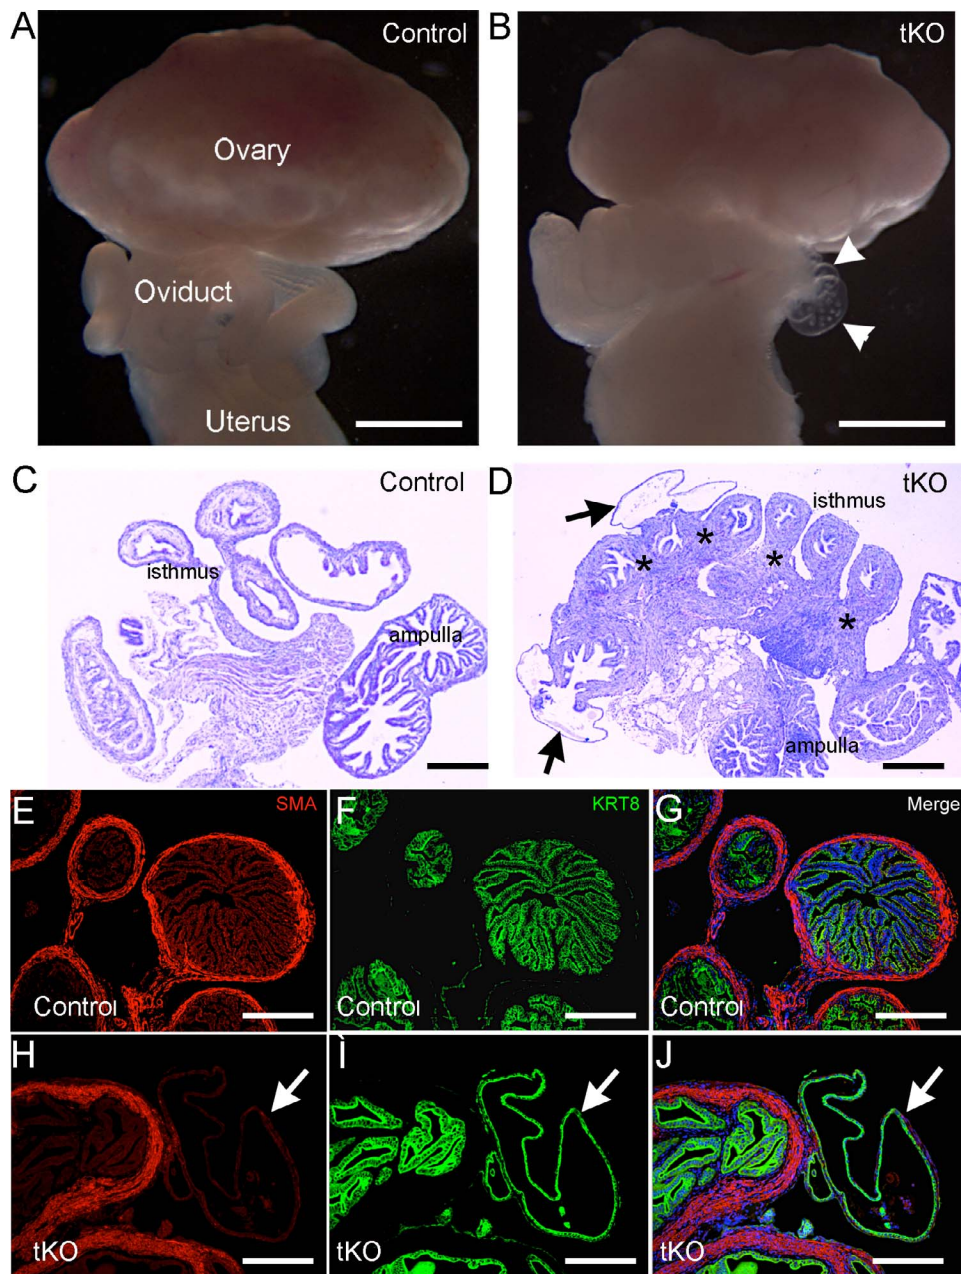 A
Control
Ovary
Oviduct
Uterus
B
tKO
C
Control
isthmus
ampulla
D
tKO
isthmus
*
*
*
*
ampulla
E
SMA
Control
F
KRT8
Control
G
Merge
Control
H
tKO
I
tKO
J
tKO